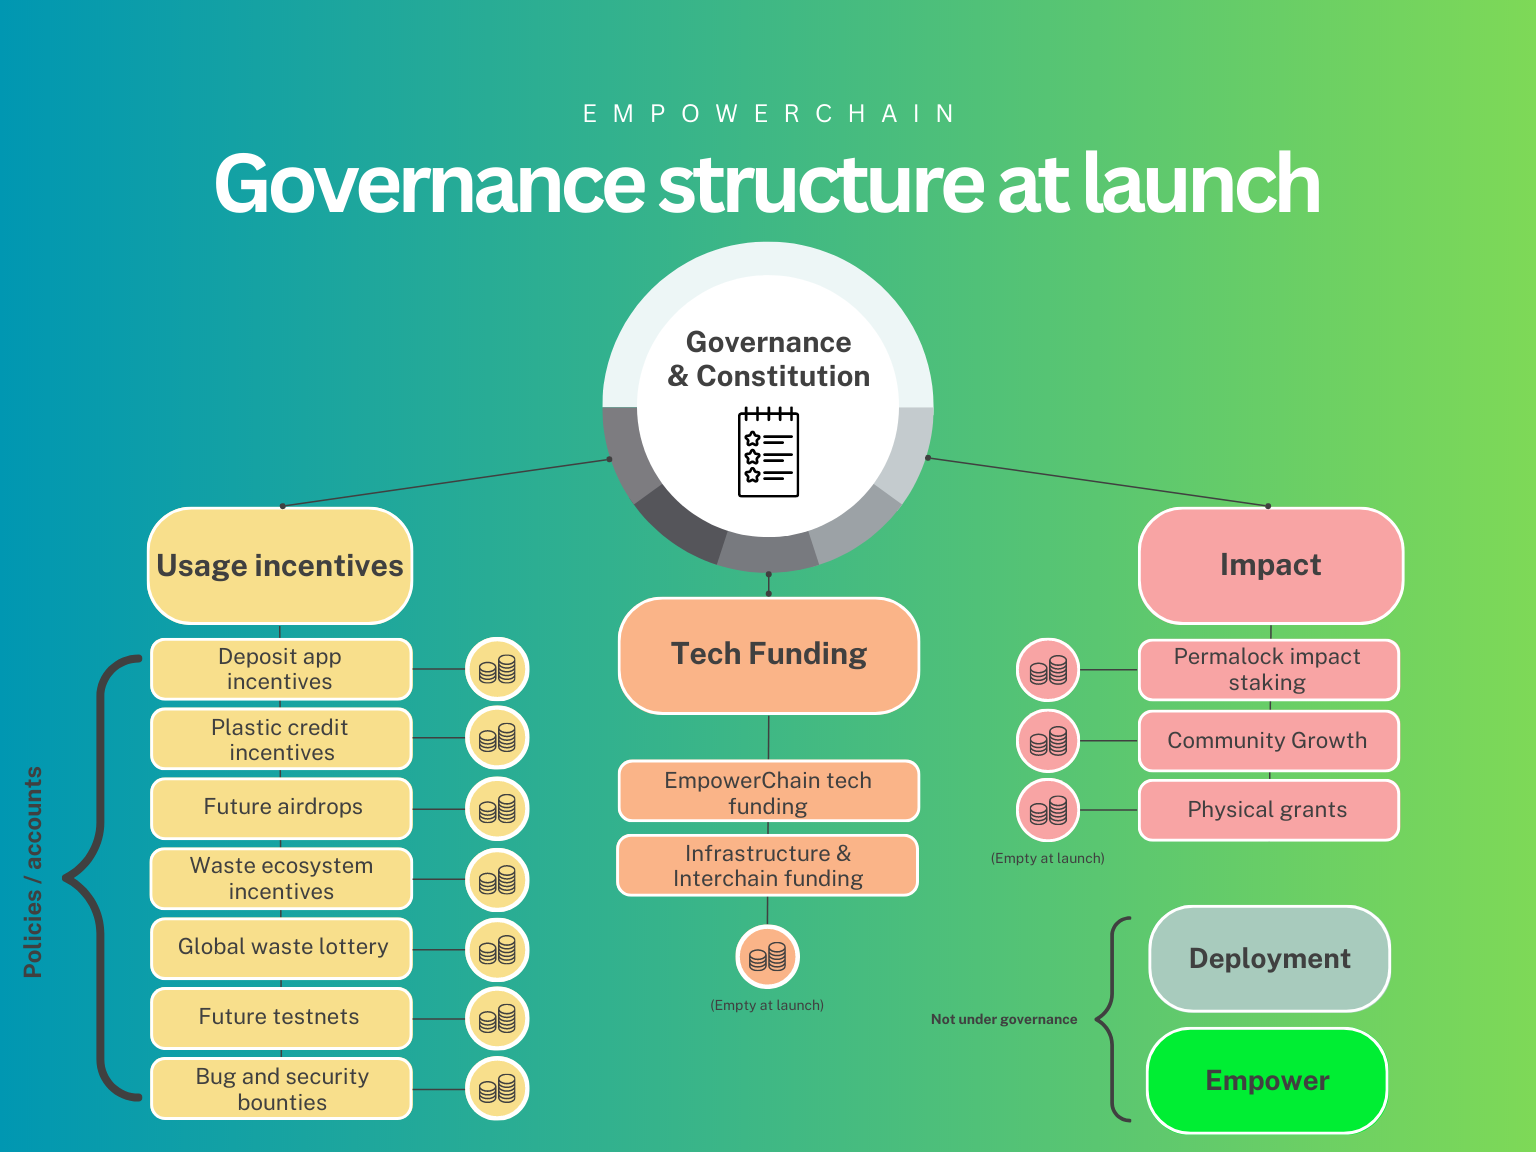 EMPOWERCHAIN
Governance structure at launch
Governance
& Constitution
Usage incentives
Deposit app
incentives
Plastic credit
incentives
Future airdrops
Waste ecosystem
incentives
Global waste lottery
Future testnets
Bug and security
bounties
Policies / accounts
Tech Funding
EmpowerChain tech
funding
Infrastructure &
Interchain funding
(Empty at launch)
Impact
Permalock impact
staking
Community Growth
Physical grants
(Empty at launch)
Not under governance
Deployment
Empower